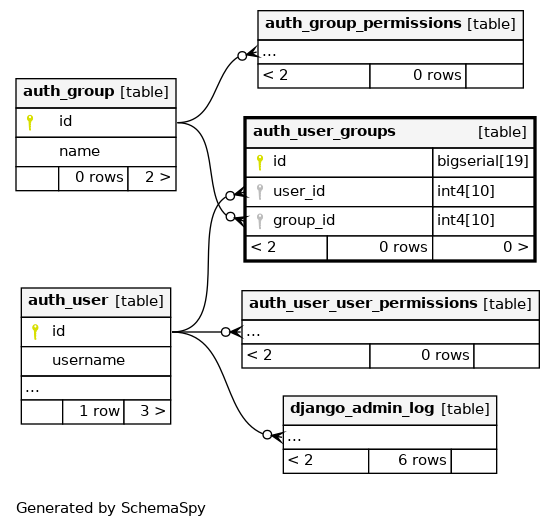 auth_group_permissions [table]
...
< 2 0 rows
auth_group [table]
id
name
0 rows 2 >
auth_user_groups [table]
id bigserial[19]
user_id int4[10]
group_id int4[10]
< 2 0 rows 0 >
auth_user [table]
id
username
...
1 row 3 >
auth_user_user_permissions [table]
...
< 2 0 rows
django_admin_log [table]
...
< 2 6 rows
Generated by SchemaSpy